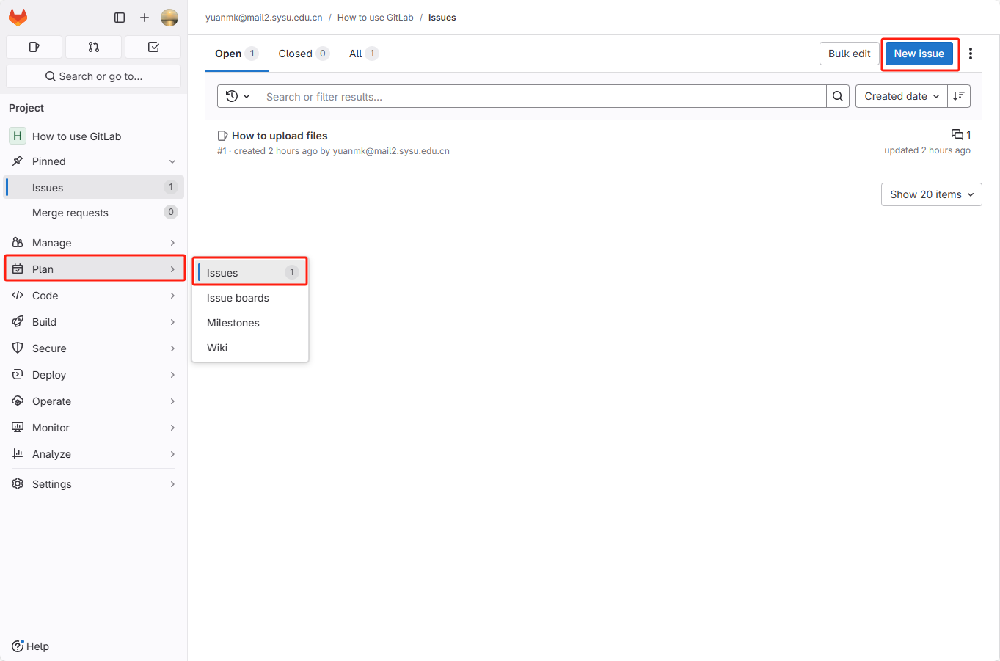 yuanmk@mail2.sysu.edu.cn / How to use GitLab / Issues
Search or go to...
Project
H How to use GitLab
Pinned
Issues 1
Merge requests 0
Manage
Plan
Code
Build
Secure
Deploy
Operate
Monitor
Analyze
Settings
Help
Open 1 Closed 0 All 1
Bulk edit New issue
Search or filter results...
Created date
How to upload files
1
#1 · created 2 hours ago by yuanmk@mail2.sysu.edu.cn
updated 2 hours ago
Show 20 items
Issues 1
Issue boards
Milestones
Wiki